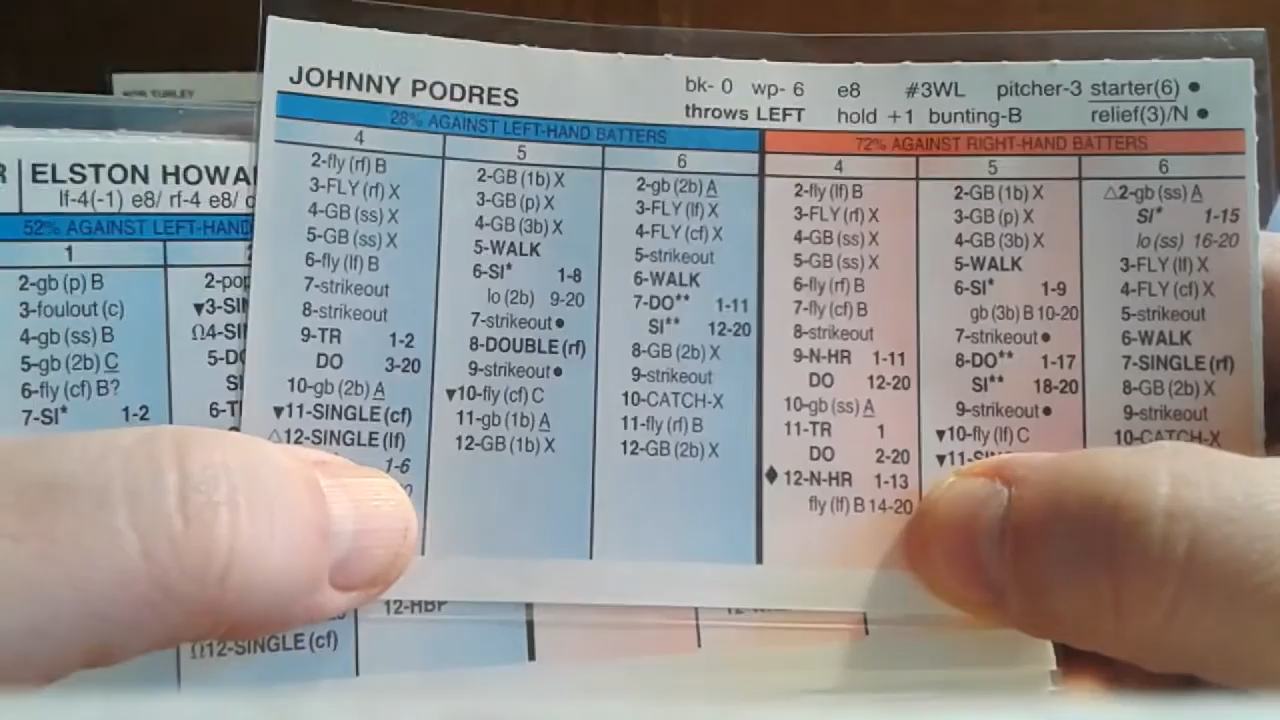 JOHNNY PODRES
bk- 0 wp- 6 e8 #3WL pitcher-3 starter(6) ●
throws LEFT hold +1 bunting-B relief(3)/N ●
28% AGAINST LEFT-HAND BATTERS
4
2-fly (rf) B
3-FLY (rf) X
4-GB (ss) X
5-GB (ss) X
6-fly (lf) B
7-strikeout
8-strikeout
9-TR 1-2
DO 3-20
10-gb (2b) A
▼11-SINGLE (cf)
△12-SINGLE (lf)
1-6
5
2-GB (1b) X
3-GB (p) X
4-GB (3b) X
5-WALK
6-SI* 1-8
lo (2b) 9-20
7-strikeout ●
8-DOUBLE (rf)
9-strikeout ●
▼10-fly (cf) C
11-gb (1b) A
12-GB (1b) X
6
2-gb (2b) A
3-FLY (lf) X
4-FLY (cf) X
5-strikeout
6-WALK
7-DO** 1-11
SI** 12-20
8-GB (2b) X
9-strikeout
10-CATCH-X
11-fly (rf) B
12-GB (2b) X
72% AGAINST RIGHT-HAND BATTERS
4
2-fly (lf) B
3-FLY (rf) X
4-GB (ss) X
5-GB (ss) X
6-fly (rf) B
7-fly (cf) B
8-strikeout
9-N-HR 1-11
DO 12-20
10-gb (ss) A
11-TR 1
DO 2-20
♦ 12-N-HR 1-13
fly (lf) B 14-20
5
2-GB (1b) X
3-GB (p) X
4-GB (3b) X
5-WALK
6-SI* 1-9
gb (3b) B 10-20
7-strikeout ●
8-DO** 1-17
SI** 18-20
9-strikeout ●
▼10-fly (lf) C
6
△2-gb (ss) A
SI* 1-15
lo (ss) 16-20
3-FLY (lf) X
4-FLY (cf) X
5-strikeout
6-WALK
7-SINGLE (rf)
8-GB (2b) X
9-strikeout
10-CATCH-X
ELSTON
lf-4(-1) e8/ rf-4 e8/
52% AGAINST LEFT-HAND
1
2-gb (p) B
3-foulout (c)
4-gb (ss) B
5-gb (2b) C
6-fly (cf) B?
7-SI* 1-2
12-HBP
Ω12-SINGLE (cf)